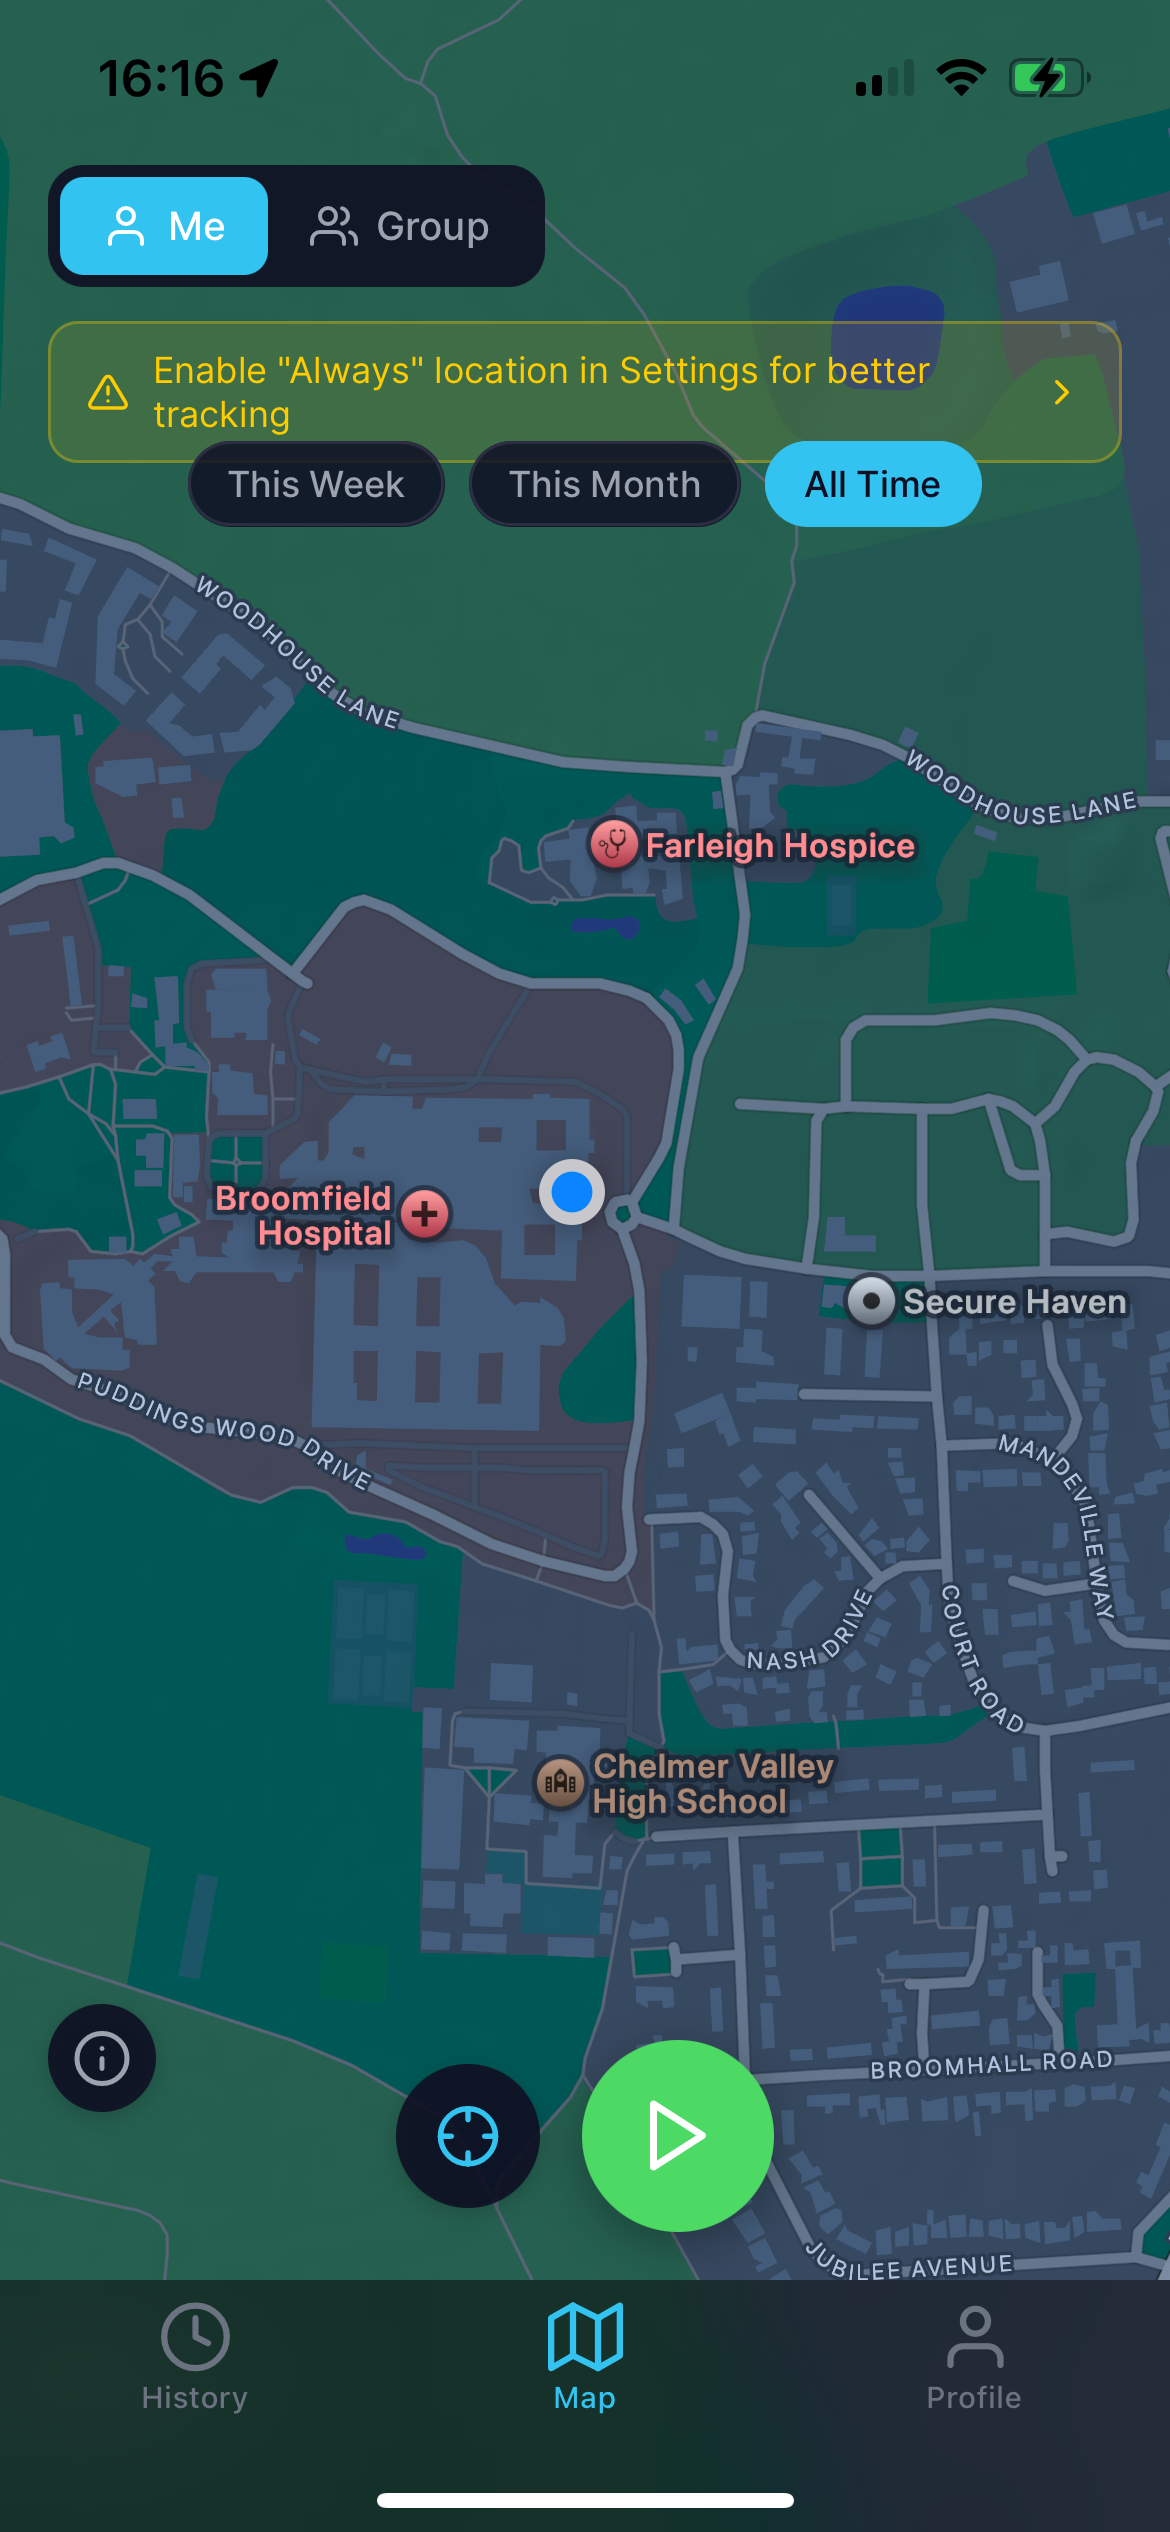 16:16
Me
Group
Enable "Always" location in Settings for better
tracking
This Week
This Month
All Time
WOODHOUSE LANE
WOODHOUSE LANE
Farleigh Hospice
Broomfield
Hospital
Secure Haven
PUDDINGS WOOD DRIVE
MANDEVILLE WAY
NASH DRIVE
COURT ROAD
Chelmer Valley
High School
BROOMHALL ROAD
JUBILEE AVENUE
History
Map
Profile